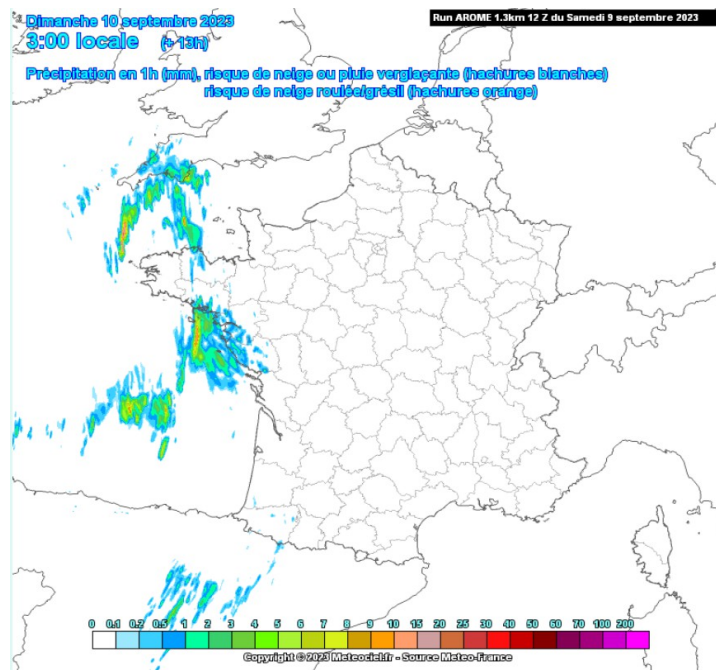 Dimanche 10 septembre 2023
Run AROME 1.3km 12 Z du Samedi 9 septembre 2023
3:00 locale (+ 13h)
Précipitation en 1h (mm), risque de neige ou pluie verglaçante (hachures blanches)
risque de neige roulée/grésil (hachures orange)
0 0.1 0.2 0.5 1 2 3 4 5 6 7 8 9 10 15 20 25 30 40 50 60 70 100 200
Copyright © 2023 Meteociel.fr - Source Meteo-France